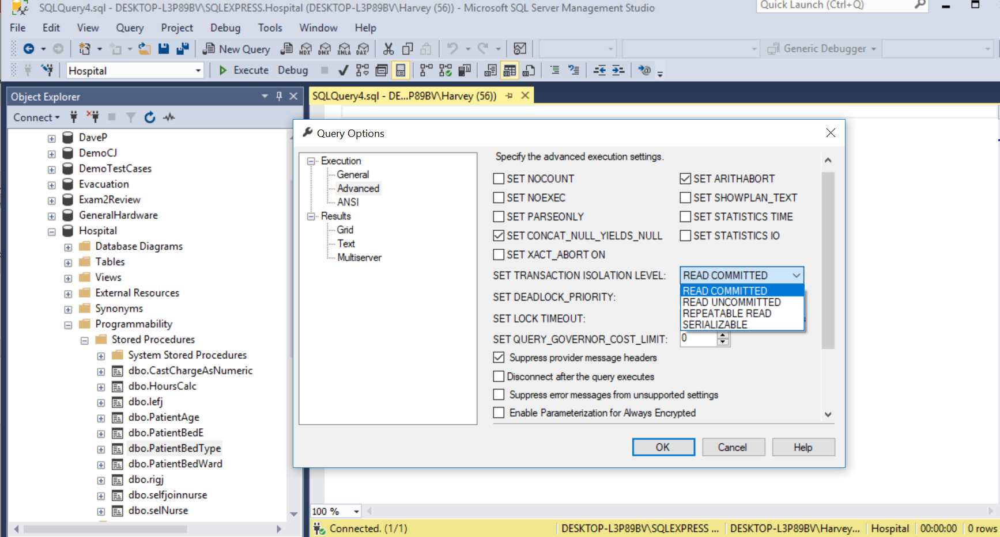 SQLQuery4.sql - DESKTOP-L3P89BV\SQLEXPRESS.Hospital (DESKTOP-L3P89BV\Harvey (56)) - Microsoft SQL Server Management Studio
Quick Launch (Ctrl+Q)
File Edit View Query Project Debug Tools Window Help
New Query MDX DMX XMLA DAX Generic Debugger
Hospital Execute Debug
Object Explorer
SQLQuery4.sql - DE...P89BV\Harvey (56))
Connect
DaveP
DemoCJ
DemoTestCases
Evacuation
Exam2Review
GeneralHardware
Hospital
Database Diagrams
Tables
Views
External Resources
Synonyms
Programmability
Stored Procedures
System Stored Procedures
dbo.CastChargeAsNumeric
dbo.HoursCalc
dbo.lefj
dbo.PatientAge
dbo.PatientBedE
dbo.PatientBedType
dbo.PatientBedWard
dbo.rigj
dbo.selfjoinnurse
dbo.selNurse
Query Options
Execution
General
Advanced
ANSI
Results
Grid
Text
Multiserver
Specify the advanced execution settings.
SET NOCOUNT SET ARITHABORT
SET NOEXEC SET SHOWPLAN_TEXT
SET PARSEONLY SET STATISTICS TIME
SET CONCAT_NULL_YIELDS_NULL SET STATISTICS IO
SET XACT_ABORT ON
SET TRANSACTION ISOLATION LEVEL: READ COMMITTED
READ COMMITTED
READ UNCOMMITTED
REPEATABLE READ
SERIALIZABLE
SET DEADLOCK_PRIORITY:
SET LOCK TIMEOUT:
SET QUERY_GOVERNOR_COST_LIMIT: 0
Suppress provider message headers
Disconnect after the query executes
Suppress error messages from unsupported settings
Enable Parameterization for Always Encrypted
OK Cancel Help
100 %
Connected. (1/1) DESKTOP-L3P89BV\SQLEXPRESS ... DESKTOP-L3P89BV\Harvey... Hospital 00:00:00 0 rows